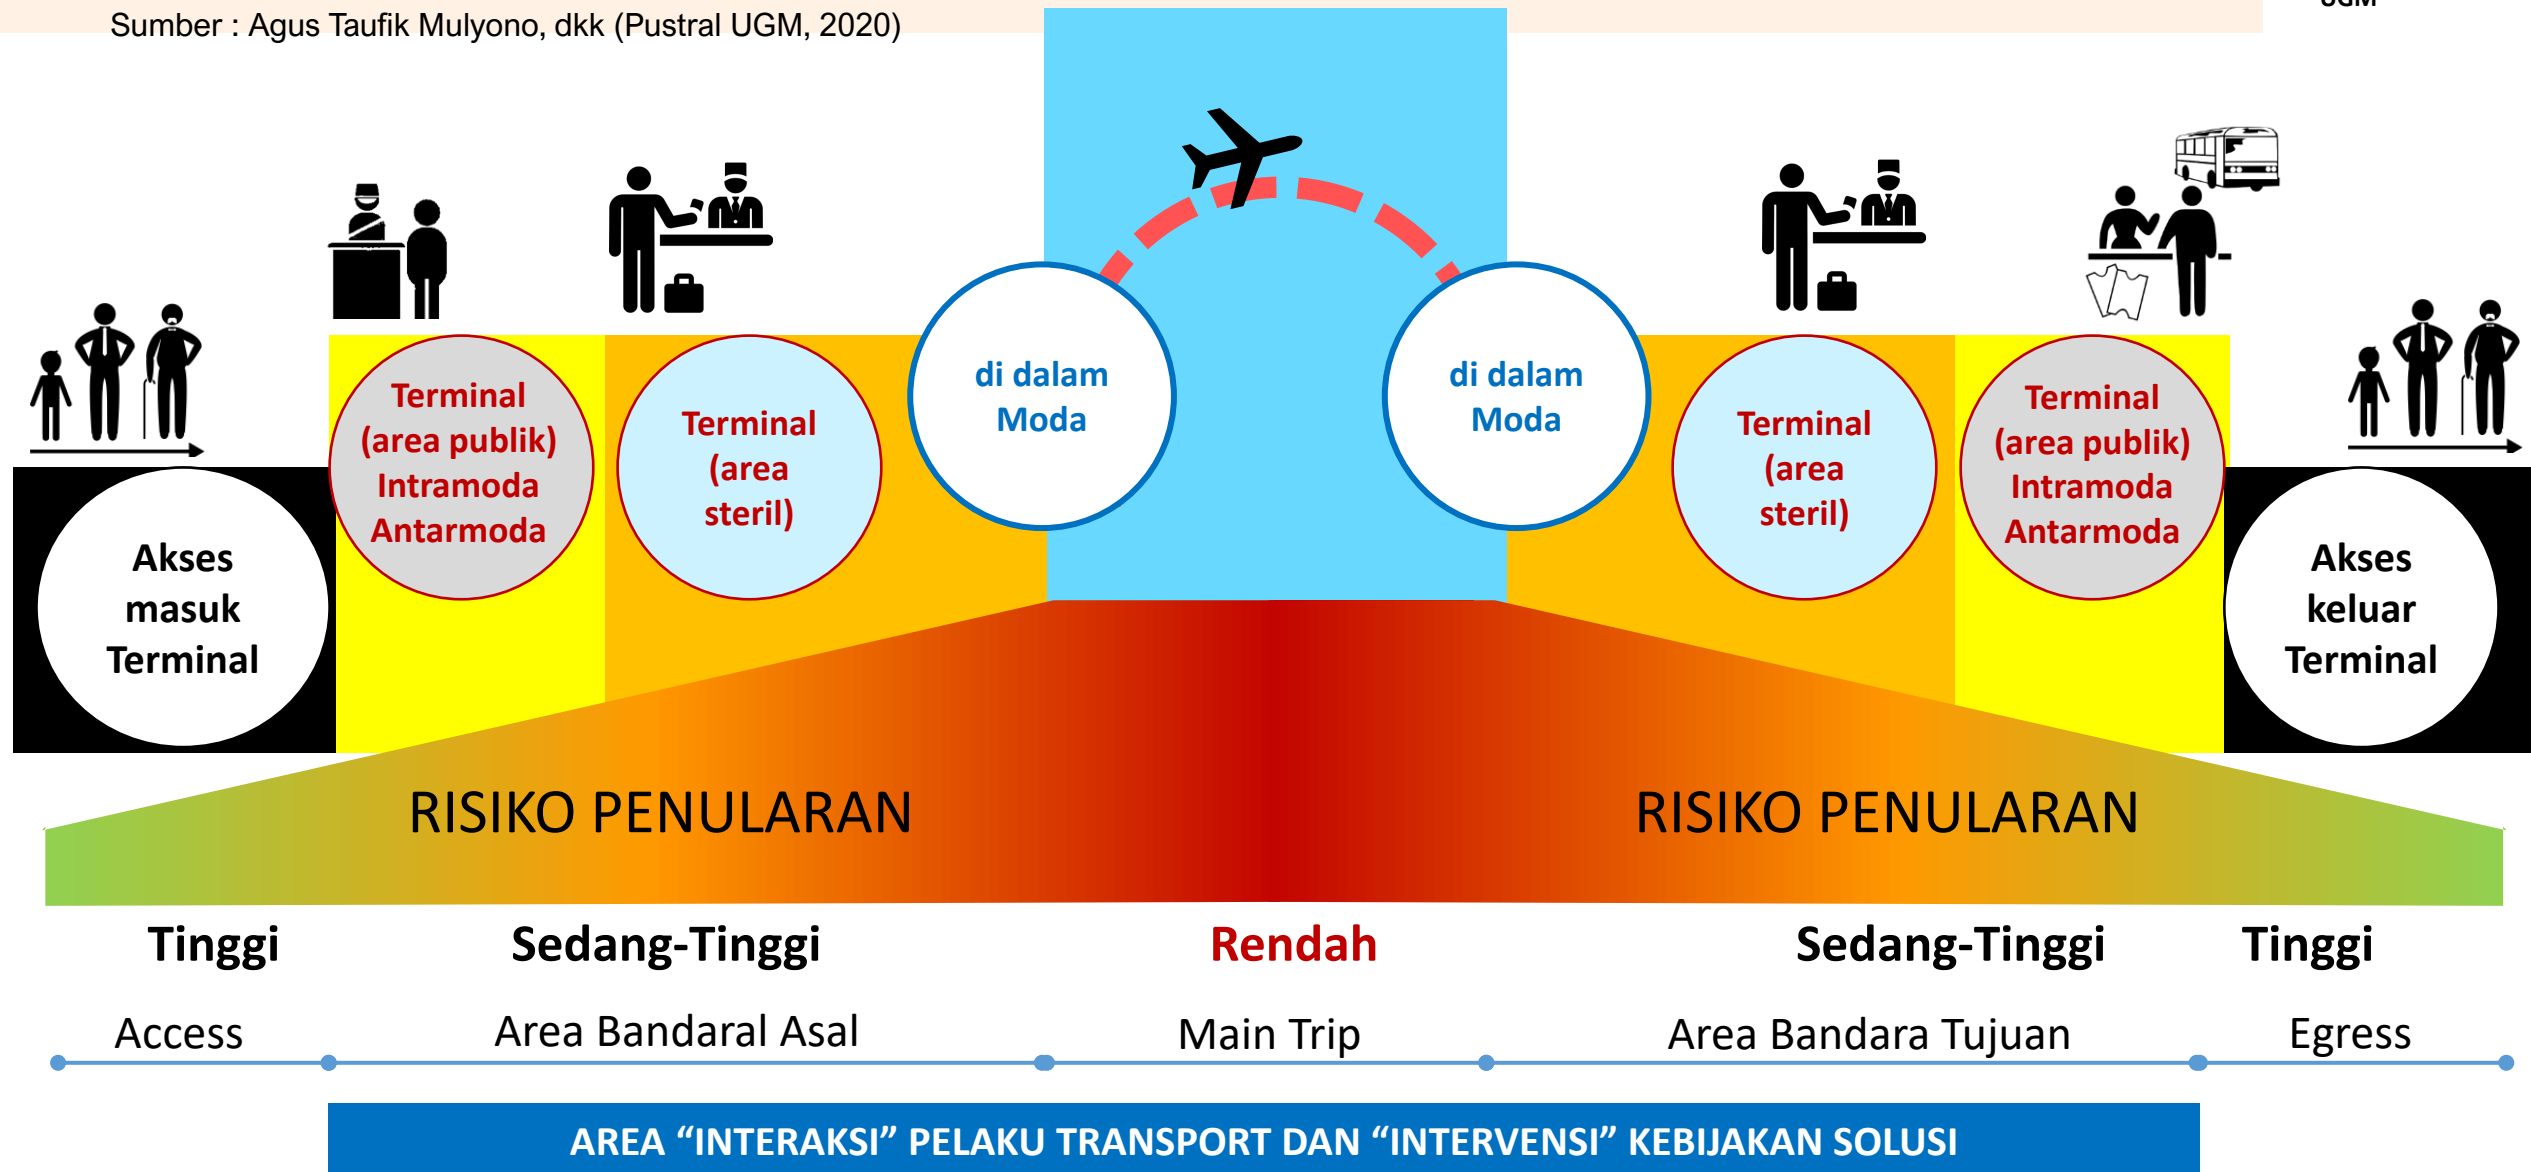 UGM
Sumber : Agus Taufik Mulyono, dkk (Pustral UGM, 2020)
Akses
masuk
Terminal
Terminal
(area publik)
Intramoda
Antarmoda
Terminal
(area
steril)
di dalam
Moda
di dalam
Moda
Terminal
(area
steril)
Terminal
(area publik)
Intramoda
Antarmoda
Akses
keluar
Terminal
RISIKO PENULARAN
RISIKO PENULARAN
Tinggi
Sedang-Tinggi
Rendah
Sedang-Tinggi
Tinggi
Access
Area Bandaral Asal
Main Trip
Area Bandara Tujuan
Egress
AREA “INTERAKSI” PELAKU TRANSPORT DAN “INTERVENSI” KEBIJAKAN SOLUSI